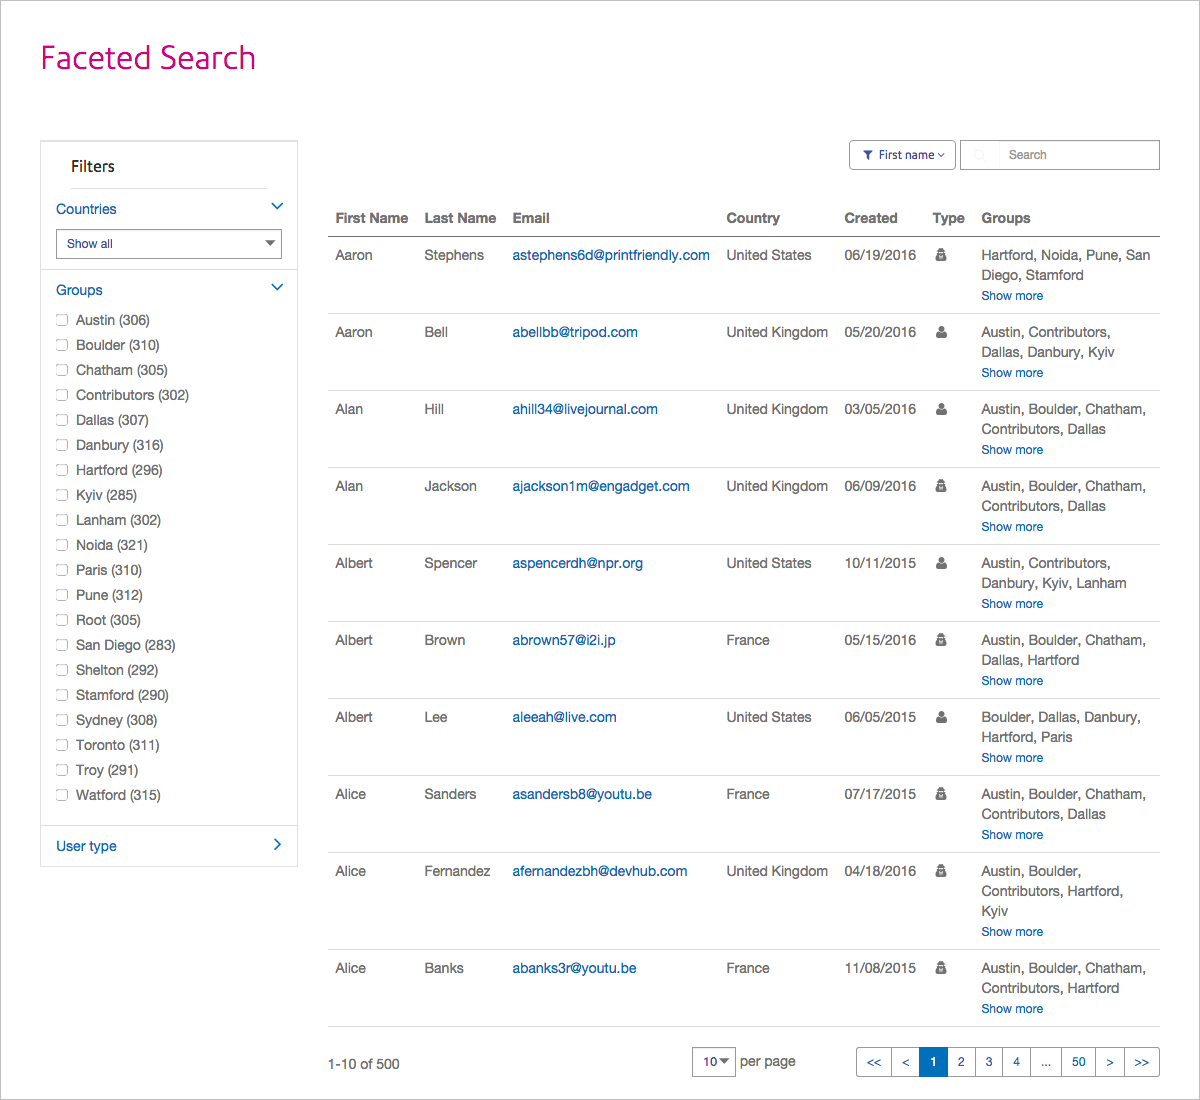 Faceted Search
Filters
Countries
Show all
Groups
Austin (306)
Boulder (310)
Chatham (305)
Contributors (302)
Dallas (307)
Danbury (316)
Hartford (296)
Kyiv (285)
Lanham (302)
Noida (321)
Paris (310)
Pune (312)
Root (305)
San Diego (283)
Shelton (292)
Stamford (290)
Sydney (308)
Toronto (311)
Troy (291)
Watford (315)
User type
First name Search
First Name Last Name Email Country Created Type Groups
Aaron Stephens astephens6d@printfriendly.com United States 06/19/2016 Hartford, Noida, Pune, San
Diego, Stamford
Show more
Aaron Bell abellbb@tripod.com United Kingdom 05/20/2016 Austin, Contributors,
Dallas, Danbury, Kyiv
Show more
Alan Hill ahill34@livejournal.com United Kingdom 03/05/2016 Austin, Boulder, Chatham,
Contributors, Dallas
Show more
Alan Jackson ajackson1m@engadget.com United Kingdom 06/09/2016 Austin, Boulder, Chatham,
Contributors, Dallas
Show more
Albert Spencer aspencerdh@npr.org United States 10/11/2015 Austin, Contributors,
Danbury, Kyiv, Lanham
Show more
Albert Brown abrown57@i2i.jp France 05/15/2016 Austin, Boulder, Chatham,
Dallas, Hartford
Show more
Albert Lee aleeah@live.com United States 06/05/2015 Boulder, Dallas, Danbury,
Hartford, Paris
Show more
Alice Sanders asandersb8@youtu.be France 07/17/2015 Austin, Boulder, Chatham,
Contributors, Dallas
Show more
Alice Fernandez afernandezbh@devhub.com United Kingdom 04/18/2016 Austin, Boulder,
Contributors, Hartford,
Kyiv
Show more
Alice Banks abanks3r@youtu.be France 11/08/2015 Austin, Boulder, Chatham,
Contributors, Hartford
Show more
1-10 of 500 10 per page << < 1 2 3 4 ... 50 > >>